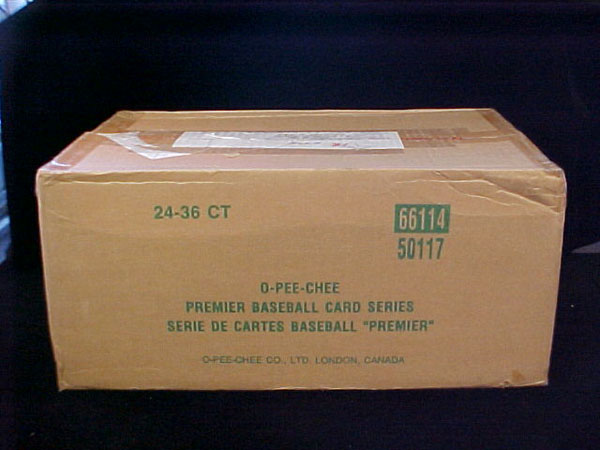 24-36 CT
66114
50117
O-PEE-CHEE
PREMIER BASEBALL CARD SERIES
SERIE DE CARTES BASEBALL "PREMIER"
O-PEE-CHEE CO., LTD. LONDON, CANADA